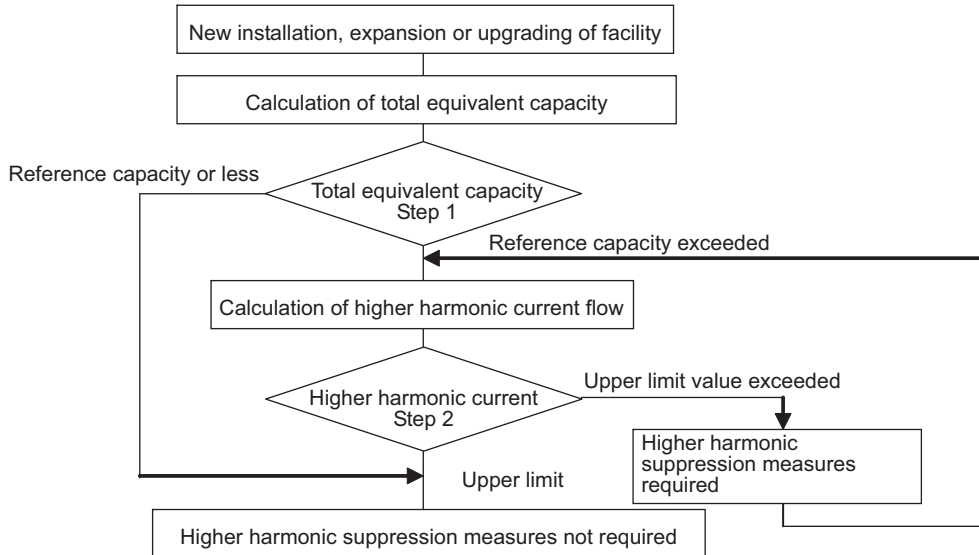 New installation, expansion or upgrading of facility
Calculation of total equivalent capacity
Reference capacity or less
Total equivalent capacity
Step 1
Reference capacity exceeded
Calculation of higher harmonic current flow
Upper limit value exceeded
Higher harmonic current
Step 2
Higher harmonic
suppression measures
required
Upper limit
Higher harmonic suppression measures not required